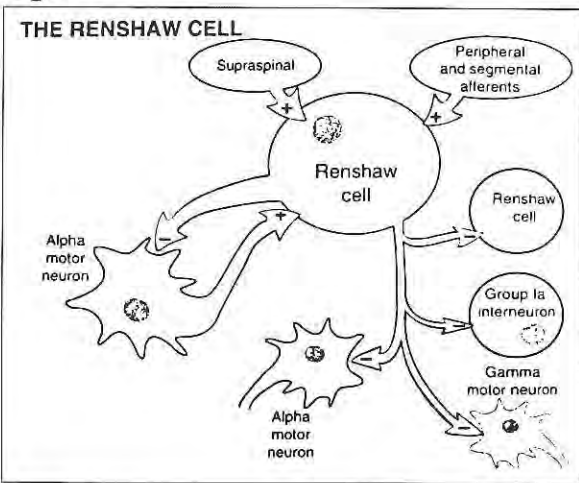 THE RENSHAW CELL
Supraspinal
Peripheral
and segmental
afferents
+
+
Renshaw
cell
Renshaw
cell
−
+
−
Alpha
motor
neuron
Group Ia
interneuron
−
−
Gamma
motor neuron
−
Alpha
motor
neuron